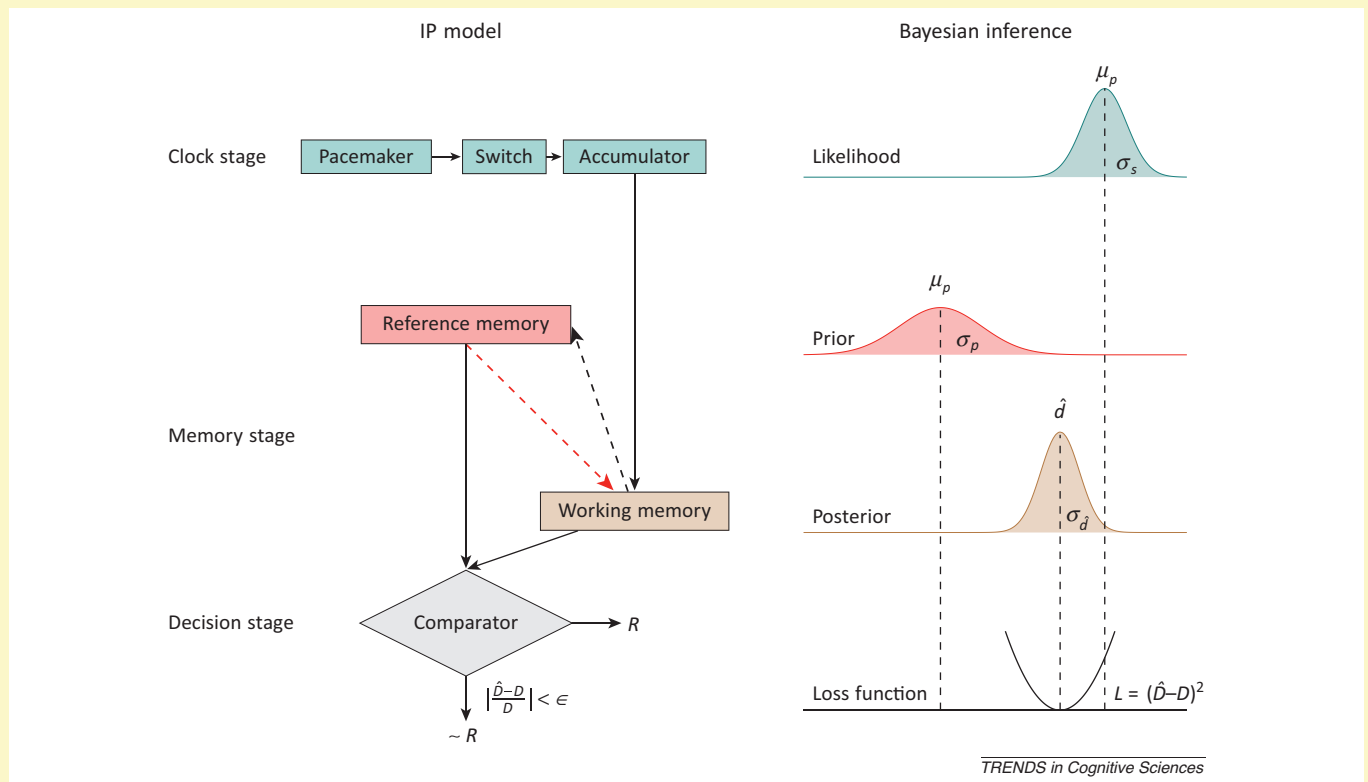 IP model
Bayesian inference
Clock stage
Pacemaker
Switch
Accumulator
Likelihood
μp
σs
Reference memory
Prior
μp
σp
Memory stage
Working memory
Posterior
d̂
σd̂
Decision stage
Comparator
R
|D̂–D/D| < ϵ
~ R
Loss function
L = (D̂–D)²
TRENDS in Cognitive Sciences